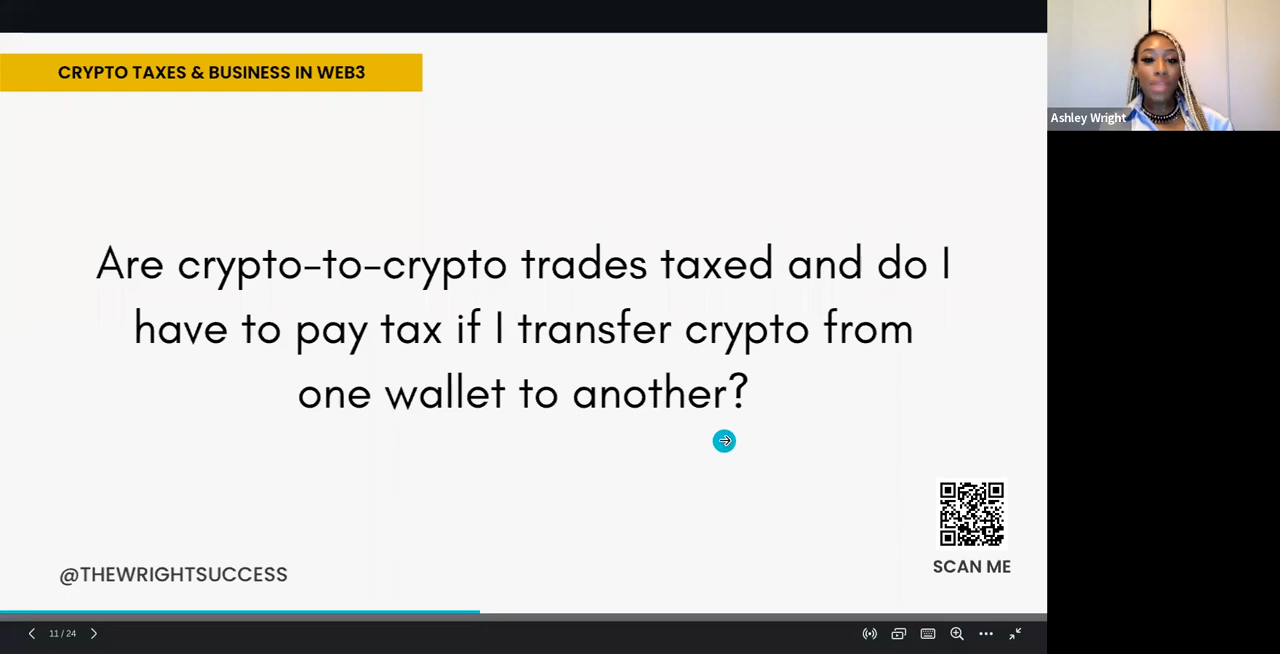 CRYPTO TAXES & BUSINESS IN WEB3
Ashley Wright
Are crypto-to-crypto trades taxed and do I
have to pay tax if I transfer crypto from
one wallet to another?
SCAN ME
@THEWRIGHTSUCCESS
11 / 24